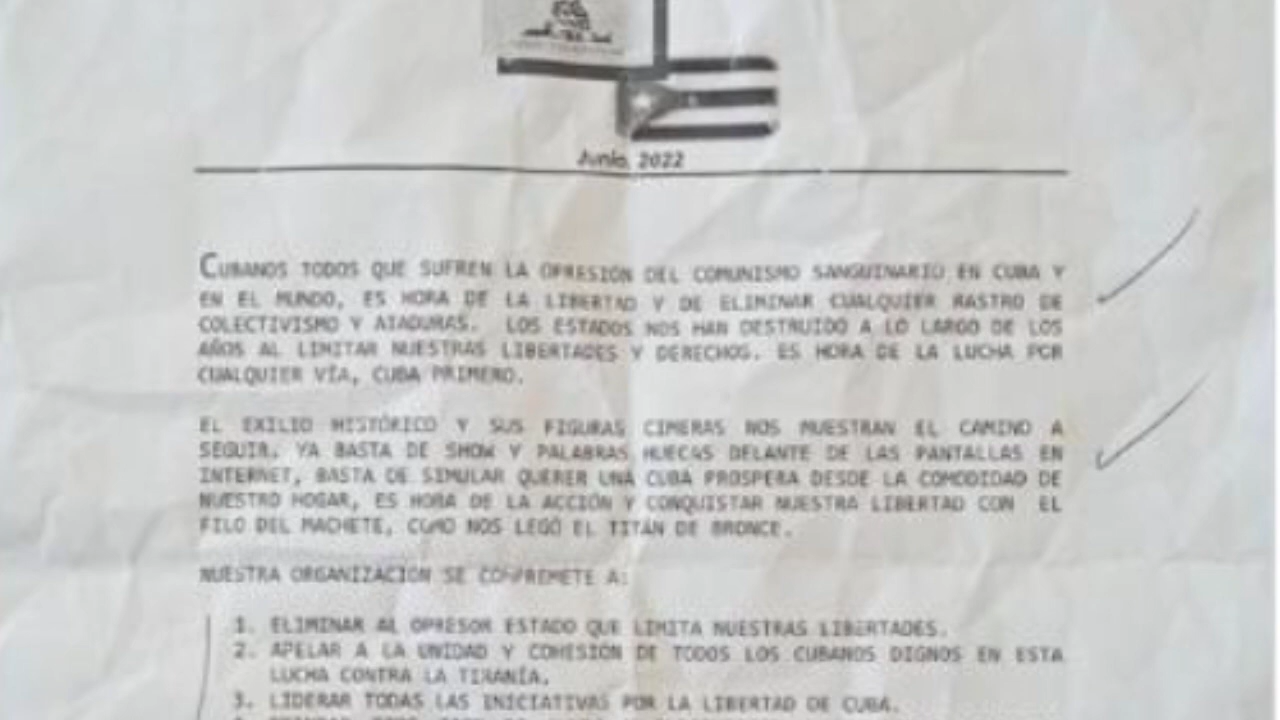 Junio, 2022
CUBANOS TODOS QUE SUFREN LA OPRESIÓN DEL COMUNISMO SANGUINARIO EN CUBA Y
EN EL MUNDO, ES HORA DE LA LIBERTAD Y DE ELIMINAR CUALQUIER RASTRO DE
COLECTIVISMO Y ATADURAS. LOS ESTADOS NOS HAN DESTRUIDO A LO LARGO DE LOS
AÑOS AL LIMITAR NUESTRAS LIBERTADES Y DERECHOS. ES HORA DE LA LUCHA POR
CUALQUIER VÍA, CUBA PRIMERO.
EL EXILIO HISTÓRICO Y SUS FIGURAS CIMERAS NOS MUESTRAN EL CAMINO A
SEGUIR. YA BASTA DE SHOW Y PALABRAS HUECAS DELANTE DE LAS PANTALLAS EN
INTERNET, BASTA DE SIMULAR QUERER UNA CUBA PROSPERA DESDE LA COMODIDAD DE
NUESTRO HOGAR, ES HORA DE LA ACCIÓN Y CONQUISTAR NUESTRA LIBERTAD CON EL
FILO DEL MACHETE, COMO NOS LEGÓ EL TITÁN DE BRONCE.
NUESTRA ORGANIZACIÓN SE COMPROMETE A:
1. ELIMINAR AL OPRESOR ESTADO QUE LIMITA NUESTRAS LIBERTADES.
2. APELAR A LA UNIDAD Y COHESIÓN DE TODOS LOS CUBANOS DIGNOS EN ESTA
LUCHA CONTRA LA TIRANÍA.
3. LIDERAR TODAS LAS INICIATIVAS POR LA LIBERTAD DE CUBA.